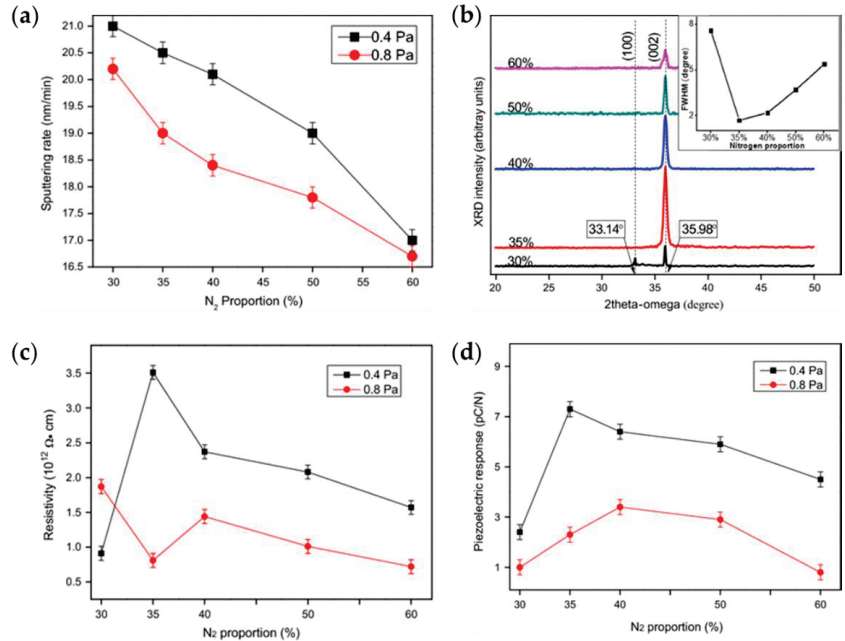 (a)
21.0
20.5
20.0
19.5
19.0
18.5
18.0
17.5
17.0
16.5
Sputtering rate (nm/min)
0.4 Pa
0.8 Pa
30 35 40 45 50 55 60
N2 Proportion (%)
(b)
XRD intensity (arbitray units)
(100)
(002)
60%
50%
40%
35%
30%
33.14°
35.98°
20 25 30 35 40 45 50
2theta-omega (degree)
FWHM (degree)
8
5
2
30% 35% 40% 50% 60%
Nitrogen proportion
(c)
3.5
3.0
2.5
2.0
1.5
1.0
0.5
Resistivity (10^12 Ω• cm)
0.4 Pa
0.8 Pa
30 35 40 50 60
N2 proportion (%)
(d)
9
7
5
3
1
Piezoelectric response (pC/N)
0.4 Pa
0.8 Pa
30 35 40 50 60
N2 proportion (%)